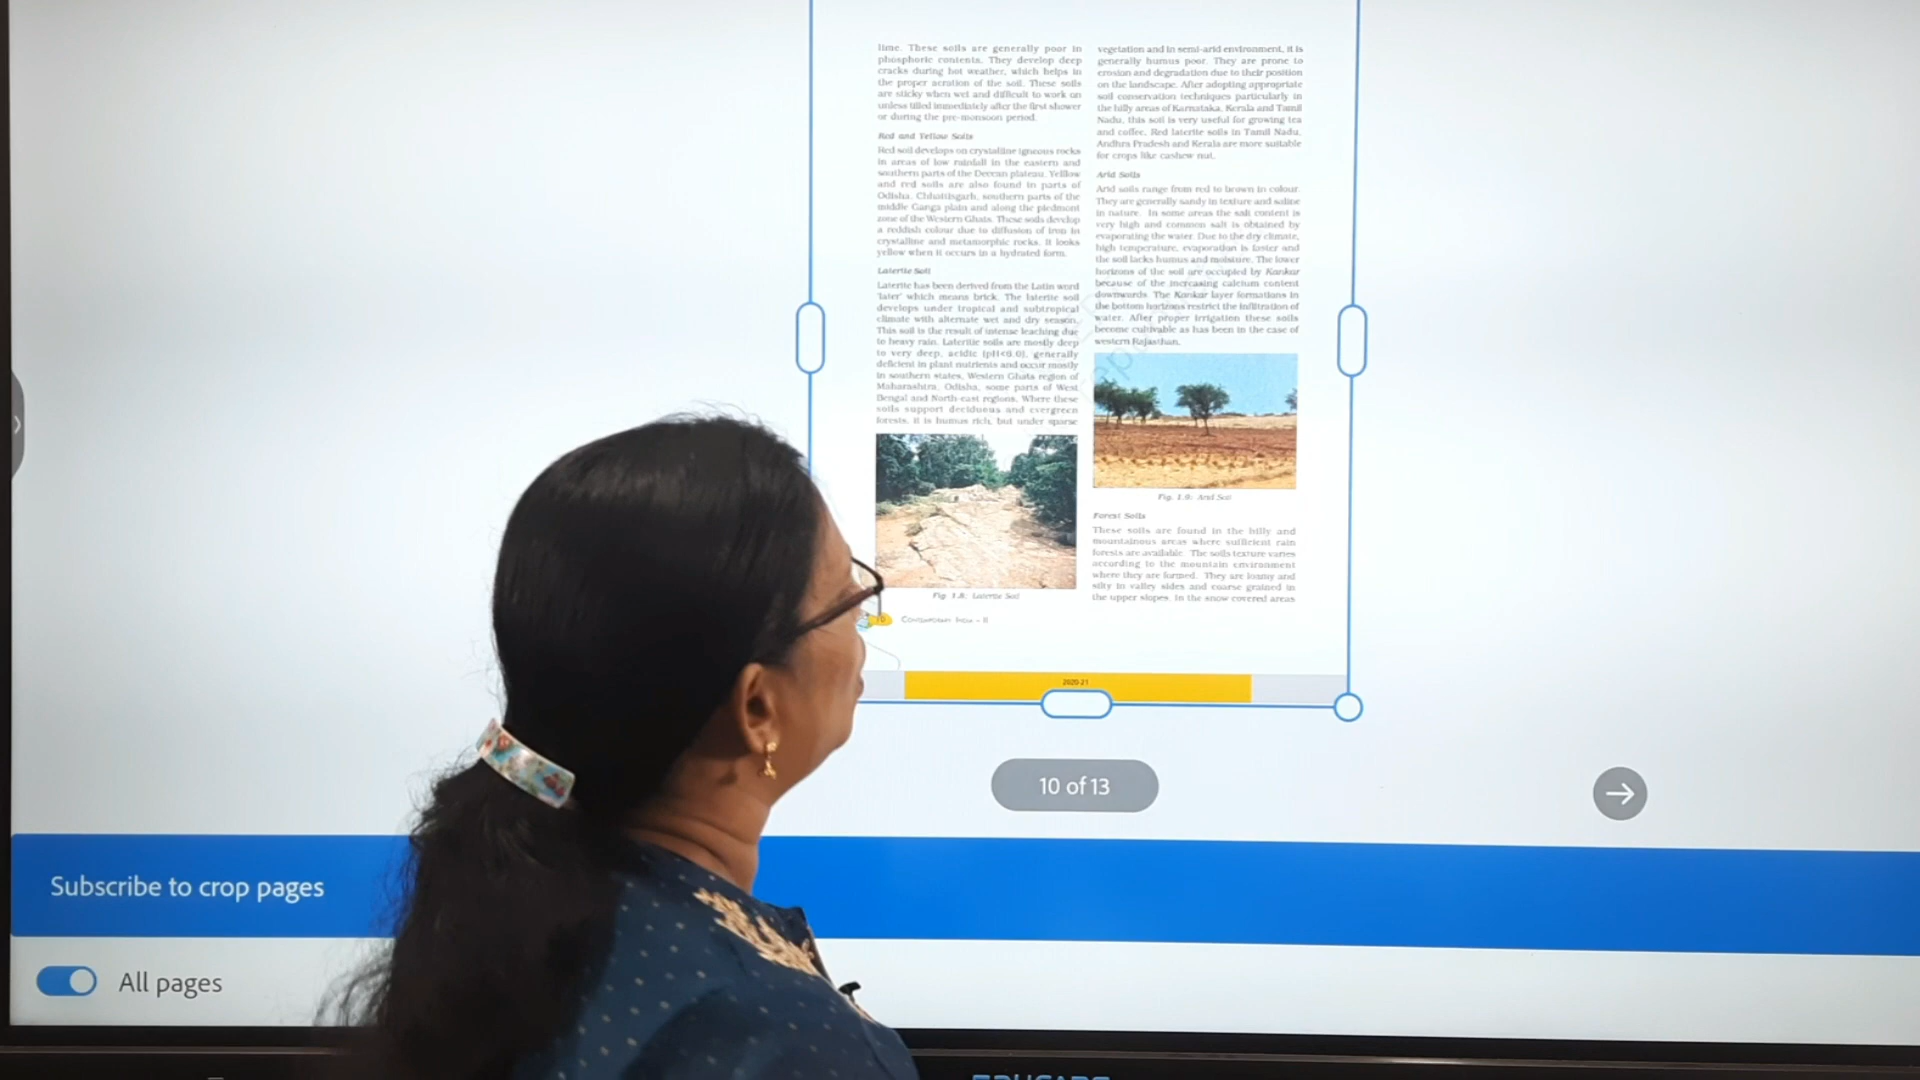 lime. These soils are generally poor in
phosphoric contents. They develop deep
cracks during hot weather, which helps in
the proper aeration of the soil. These soils
are sticky when wet and difficult to work on
unless tilled immediately after the first shower
or during the pre-monsoon period.
Red and Yellow Soils
Red soil develops on crystalline igneous rocks
in areas of low rainfall in the eastern and
southern parts of the Deccan plateau. Yelllow
and red soils are also found in parts of
Odisha, Chhattisgarh, southern parts of the
middle Ganga plain and along the piedmont
zone of the Western Ghats. These soils develop
a reddish colour due to diffusion of iron in
crystalline and metamorphic rocks. It looks
yellow when it occurs in a hydrated form.
Laterite Soil
Laterite has been derived from the Latin word
'later' which means brick. The laterite soil
develops under tropical and subtropical
climate with alternate wet and dry season.
This soil is the result of intense leaching due
to heavy rain. Lateritic soils are mostly deep
to very deep, acidic (pH<6.0), generally
deficient in plant nutrients and occur mostly
in southern states, Western Ghats region of
Maharashtra, Odisha, some parts of West
Bengal and North-east regions. Where these
soils support deciduous and evergreen
forests, it is humus rich, but under sparse
Fig. 1.8: Laterite Soil
10 Contemporary India - II
vegetation and in semi-arid environment, it is
generally humus poor. They are prone to
erosion and degradation due to their position
on the landscape. After adopting appropriate
soil conservation techniques particularly in
the hilly areas of Karnataka, Kerala and Tamil
Nadu, this soil is very useful for growing tea
and coffee. Red laterite soils in Tamil Nadu,
Andhra Pradesh and Kerala are more suitable
for crops like cashew nut.
Arid Soils
Arid soils range from red to brown in colour.
They are generally sandy in texture and saline
in nature. In some areas the salt content is
very high and common salt is obtained by
evaporating the water. Due to the dry climate,
high temperature, evaporation is faster and
the soil lacks humus and moisture. The lower
horizons of the soil are occupied by Kankar
because of the increasing calcium content
downwards. The Kankar layer formations in
the bottom horizons restrict the infiltration of
water. After proper irrigation these soils
become cultivable as has been in the case of
western Rajasthan.
Fig. 1.9: Arid Soil
Forest Soils
These soils are found in the hilly and
mountainous areas where sufficient rain
forests are available. The soils texture varies
according to the mountain environment
where they are formed. They are loamy and
silty in valley sides and coarse grained in
the upper slopes. In the snow covered areas
2020-21
10 of 13
Subscribe to crop pages
All pages